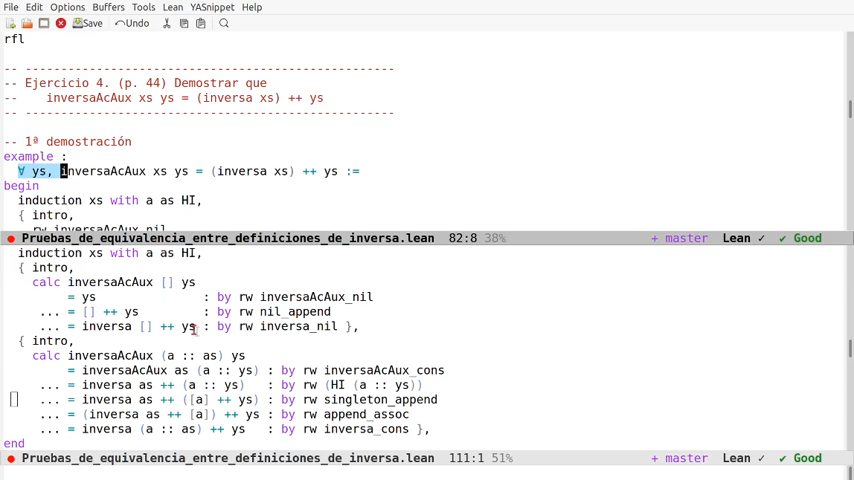 File Edit Options Buffers Tools Lean YASnippet Help
Save Undo
rfl
-- ---------------------------------------------------
-- Ejercicio 4. (p. 44) Demostrar que
--    inversaAcAux xs ys = (inversa xs) ++ ys
-- ---------------------------------------------------
-- 1ª demostración
example :
  ∀ ys, inversaAcAux xs ys = (inversa xs) ++ ys :=
begin
  induction xs with a as HI,
  { intro,
    rw inversaAcAux_nil
Pruebas_de_equivalencia_entre_definiciones_de_inversa.lean 82:8 38% + master Lean ✓ ✔ Good
  induction xs with a as HI,
  { intro,
    calc inversaAcAux [] ys
         = ys              : by rw inversaAcAux_nil
     ... = [] ++ ys        : by rw nil_append
     ... = inversa [] ++ ys : by rw inversa_nil },
  { intro,
    calc inversaAcAux (a :: as) ys
         = inversaAcAux as (a :: ys) : by rw inversaAcAux_cons
     ... = inversa as ++ (a :: ys)   : by rw (HI (a :: ys))
     ... = inversa as ++ ([a] ++ ys) : by rw singleton_append
     ... = (inversa as ++ [a]) ++ ys : by rw append_assoc
     ... = inversa (a :: as) ++ ys   : by rw inversa_cons },
end
Pruebas_de_equivalencia_entre_definiciones_de_inversa.lean 111:1 51% + master Lean ✓ ✔ Good